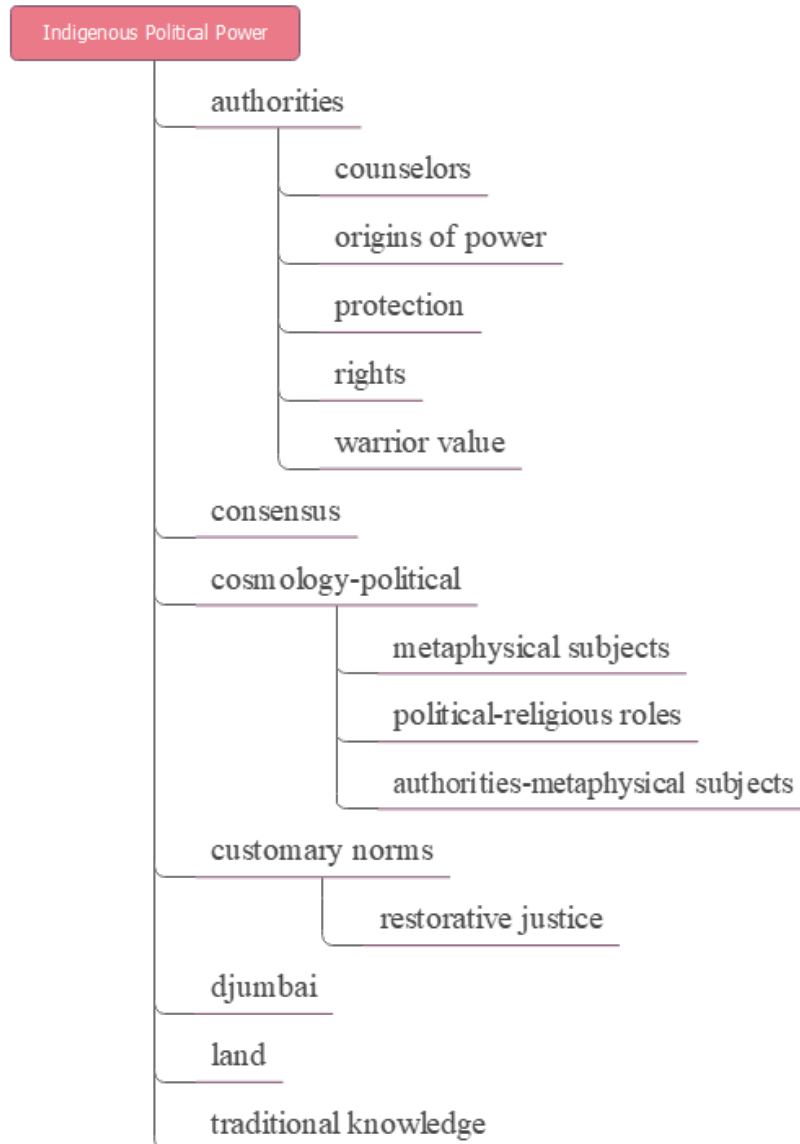 Indigenous Political Power
authorities
counselors
origins of power
protection
rights
warrior value
consensus
cosmology-political
metaphysical subjects
political-religious roles
authorities-metaphysical subjects
customary norms
restorative justice
djumbai
land
traditional knowledge